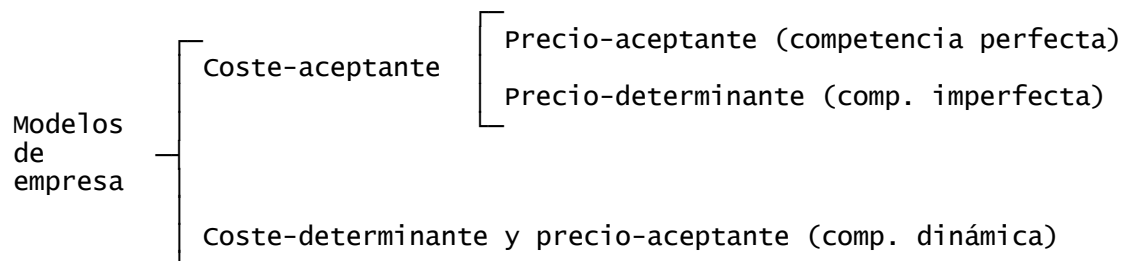 Precio-aceptante (competencia perfecta)
Coste-aceptante
Precio-determinante (comp. imperfecta)
Modelos
de
empresa
Coste-determinante y precio-aceptante (comp. dinámica)